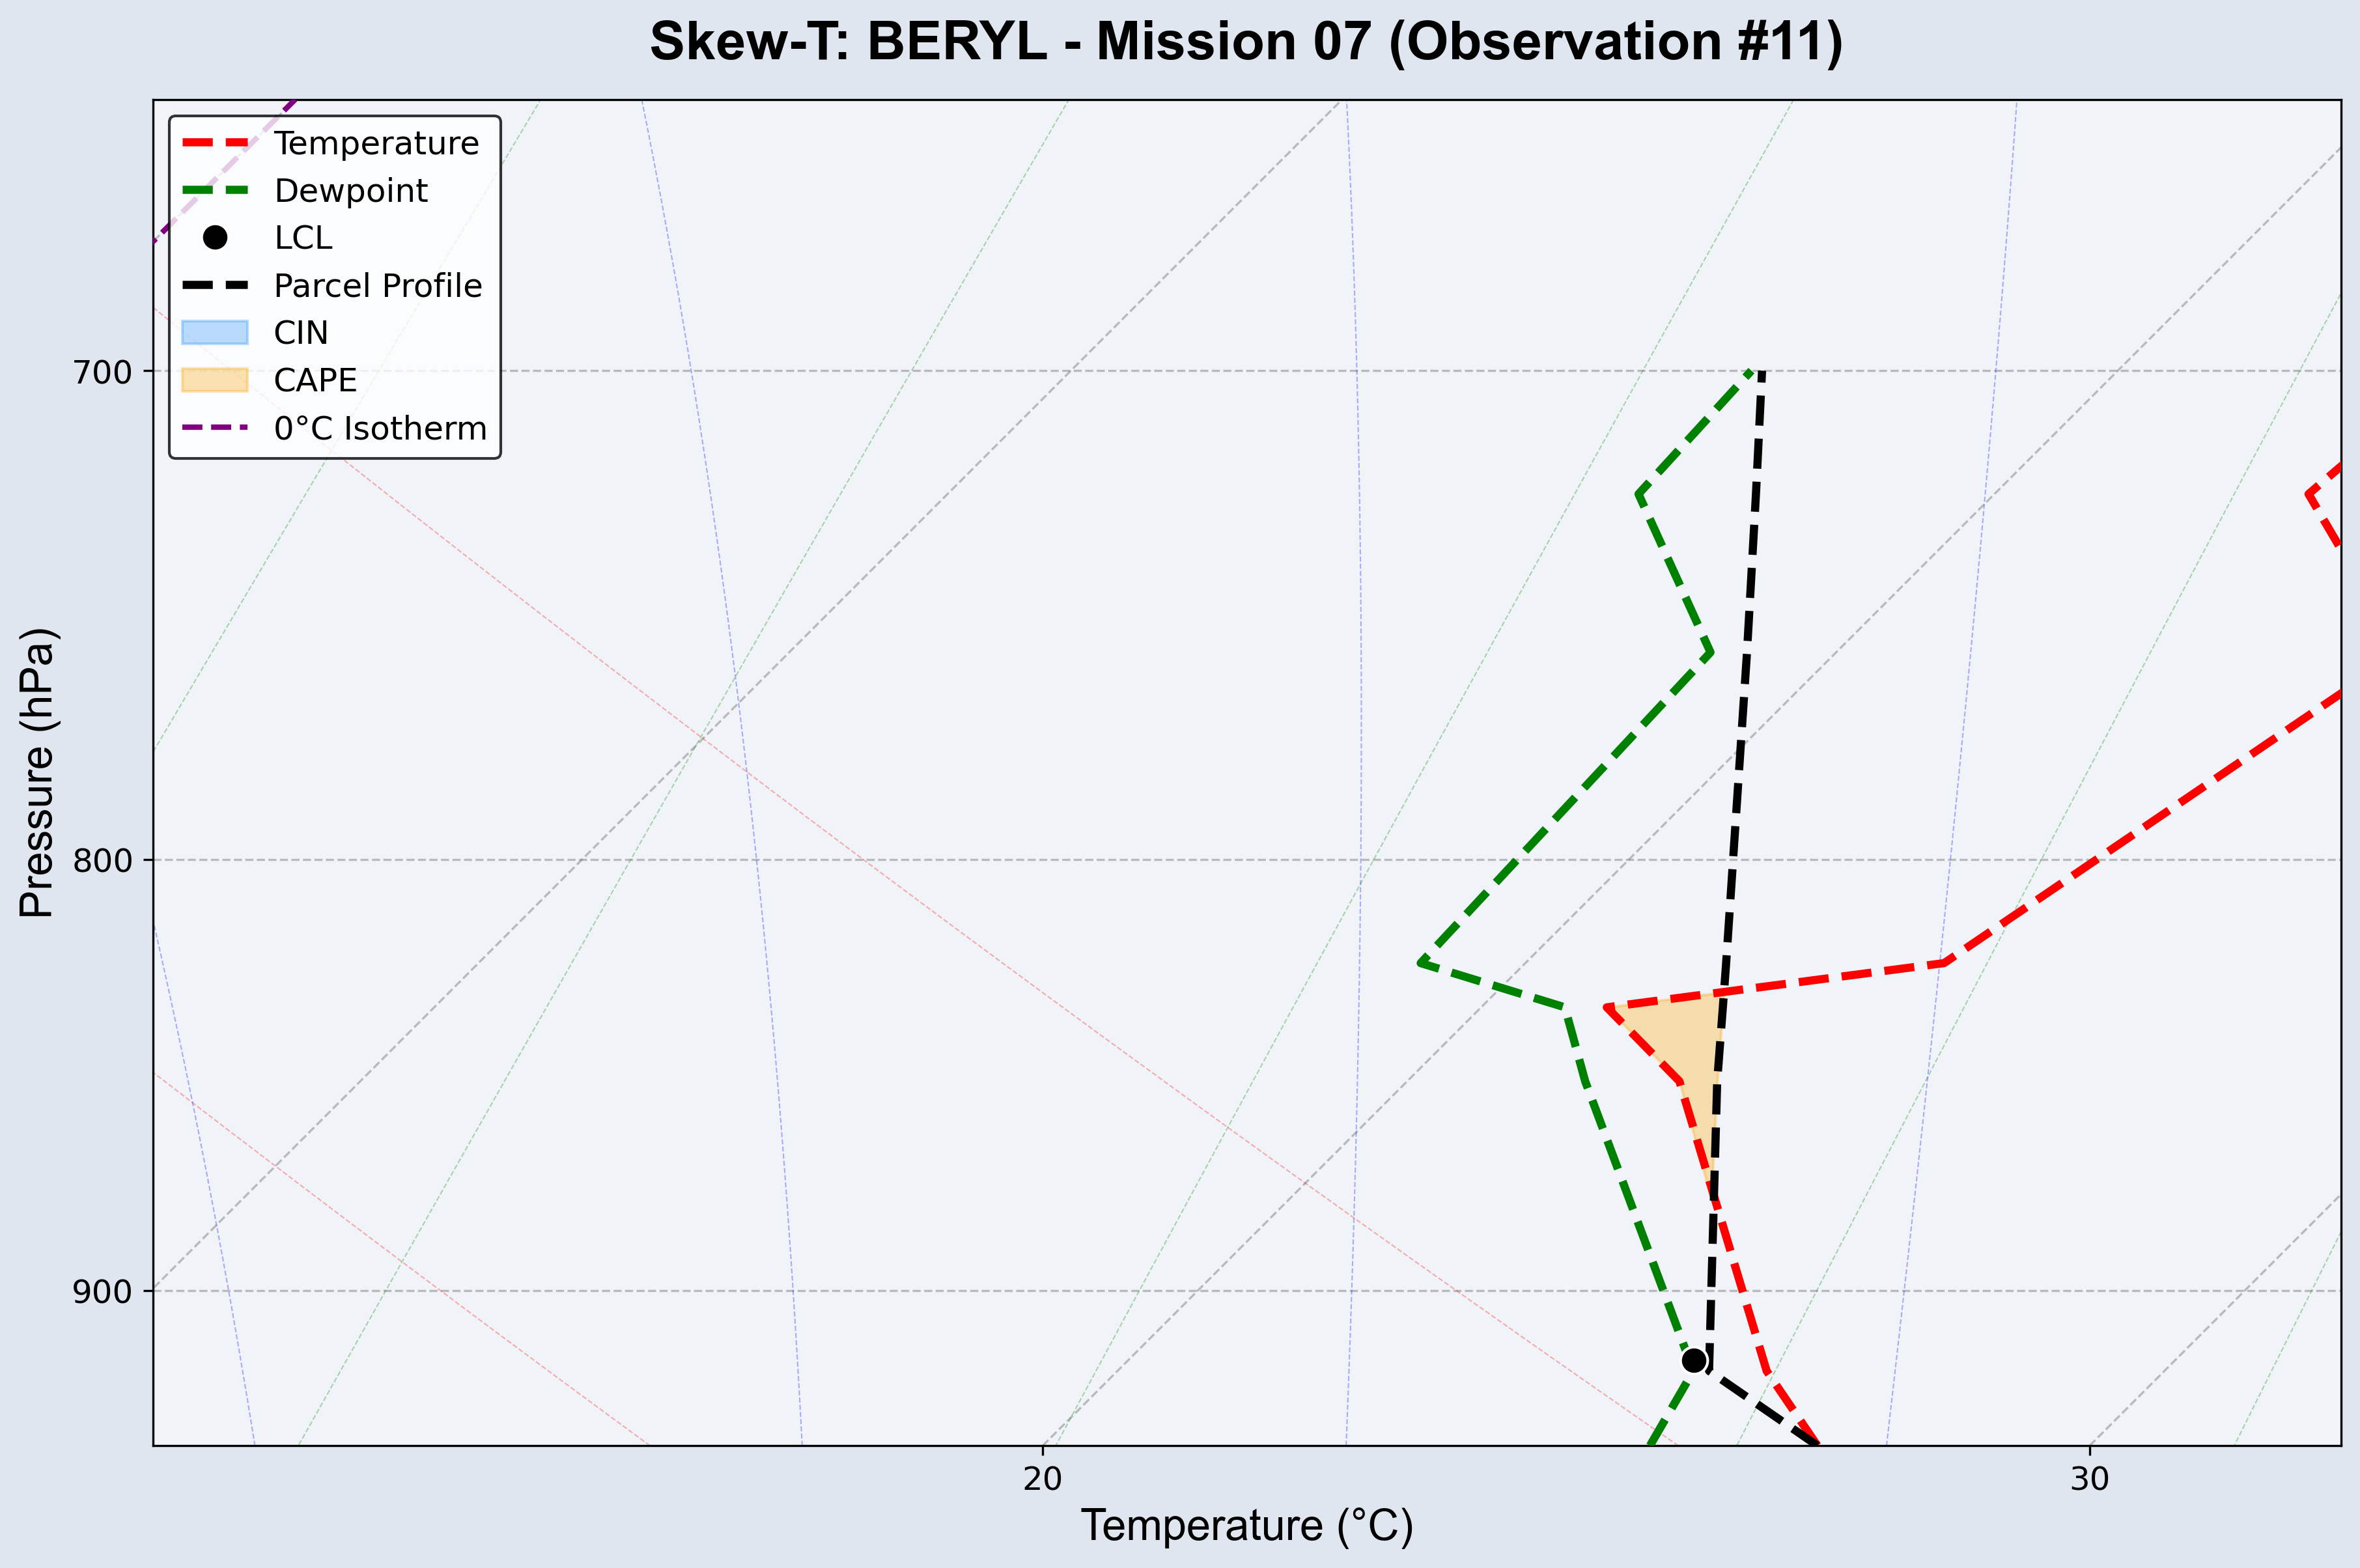 Skew-T: BERYL - Mission 07 (Observation #11)
Temperature
Dewpoint
LCL
Parcel Profile
CIN
CAPE
0°C Isotherm
Pressure (hPa)
700
800
900
20
30
Temperature (°C)